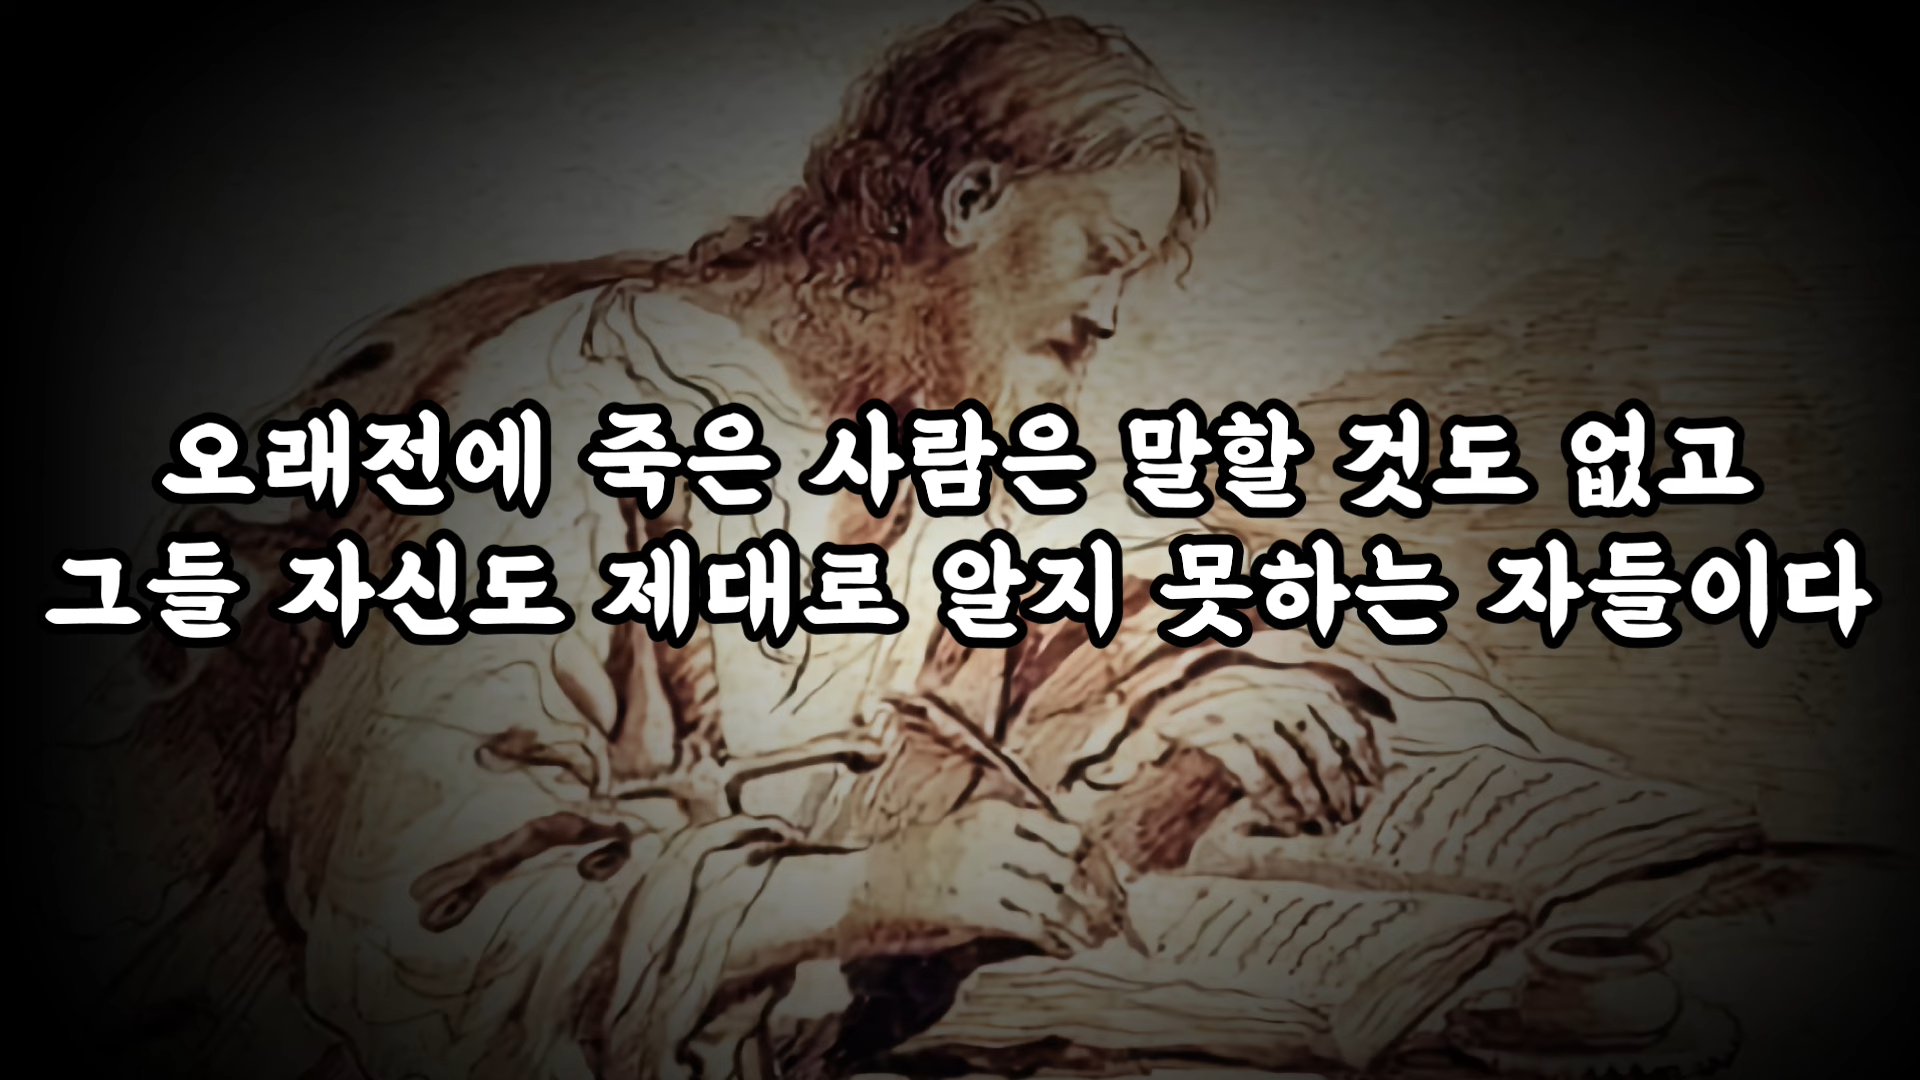 오래전에 죽은 사람은 말할 것도 없고
그들 자신도 제대로 알지 못하는 자들이다